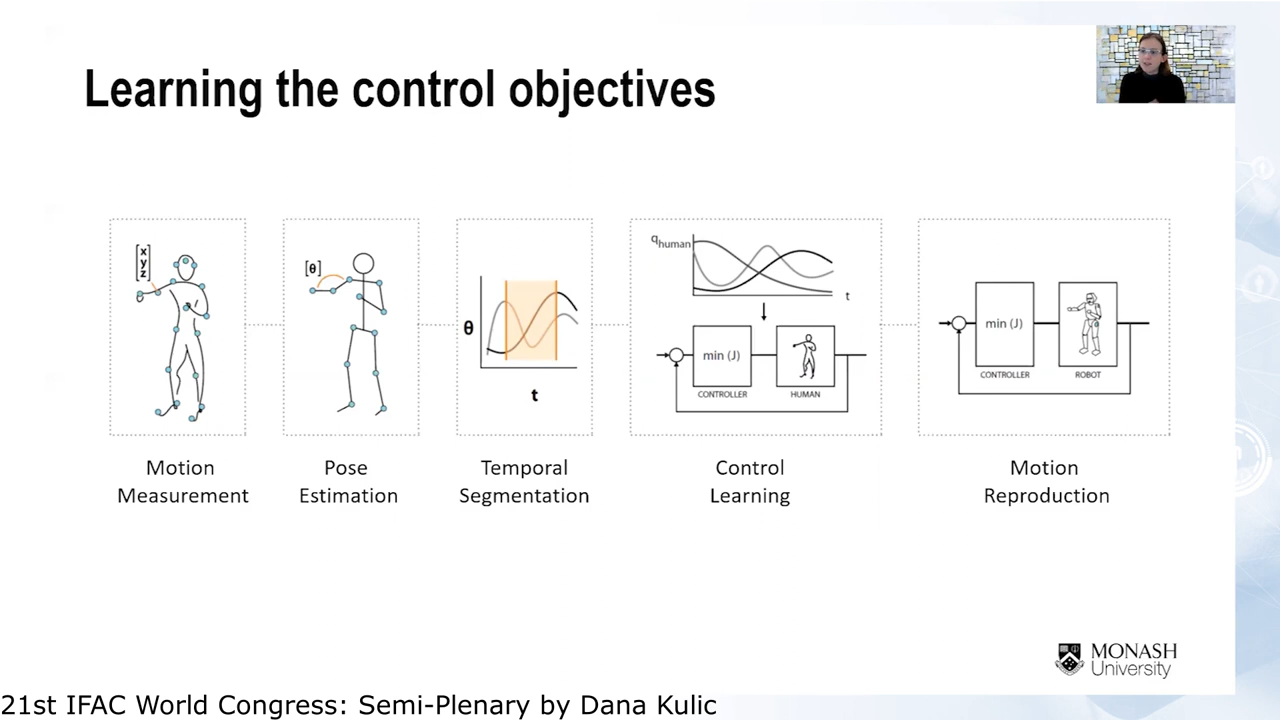 Learning the control objectives
x
y
z
[θ]
θ
t
qhuman
t
min (J)
CONTROLLER
HUMAN
min (J)
CONTROLLER
ROBOT
Motion
Measurement
Pose
Estimation
Temporal
Segmentation
Control
Learning
Motion
Reproduction
MONASH
University
21st IFAC World Congress: Semi-Plenary by Dana Kulic